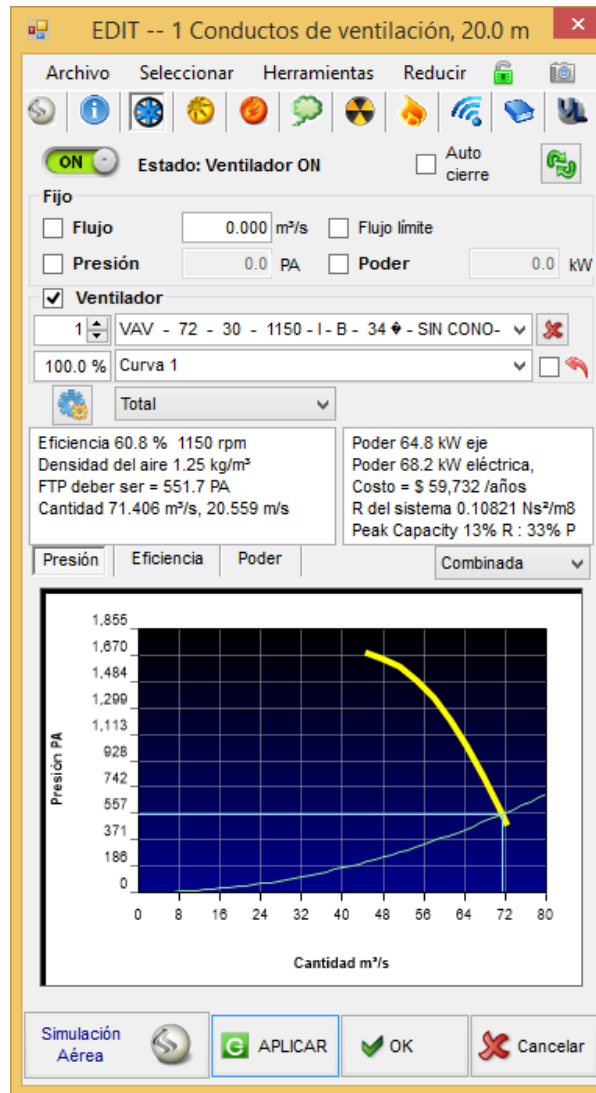 EDIT -- 1 Conductos de ventilación, 20.0 m
Archivo Seleccionar Herramientas Reducir
ON Estado: Ventilador ON Auto cierre
Fijo
Flujo 0.000 m³/s Flujo límite
Presión 0.0 PA Poder 0.0 kW
Ventilador
1 VAV - 72 - 30 - 1150 - I - B - 34 � - SIN CONO-
100.0 % Curva 1
Total
Eficiencia 60.8 % 1150 rpm
Densidad del aire 1.25 kg/m³
FTP deber ser = 551.7 PA
Cantidad 71.406 m³/s, 20.559 m/s
Poder 64.8 kW eje
Poder 68.2 kW eléctrica,
Costo = $ 59,732 /años
R del sistema 0.10821 Ns²/m8
Peak Capacity 13% R : 33% P
Presión Eficiencia Poder Combinada
Presión PA
1,855
1,670
1,484
1,299
1,113
928
742
557
371
186
0
0 8 16 24 32 40 48 56 64 72 80
Cantidad m³/s
Simulación Aérea
G APLICAR OK Cancelar